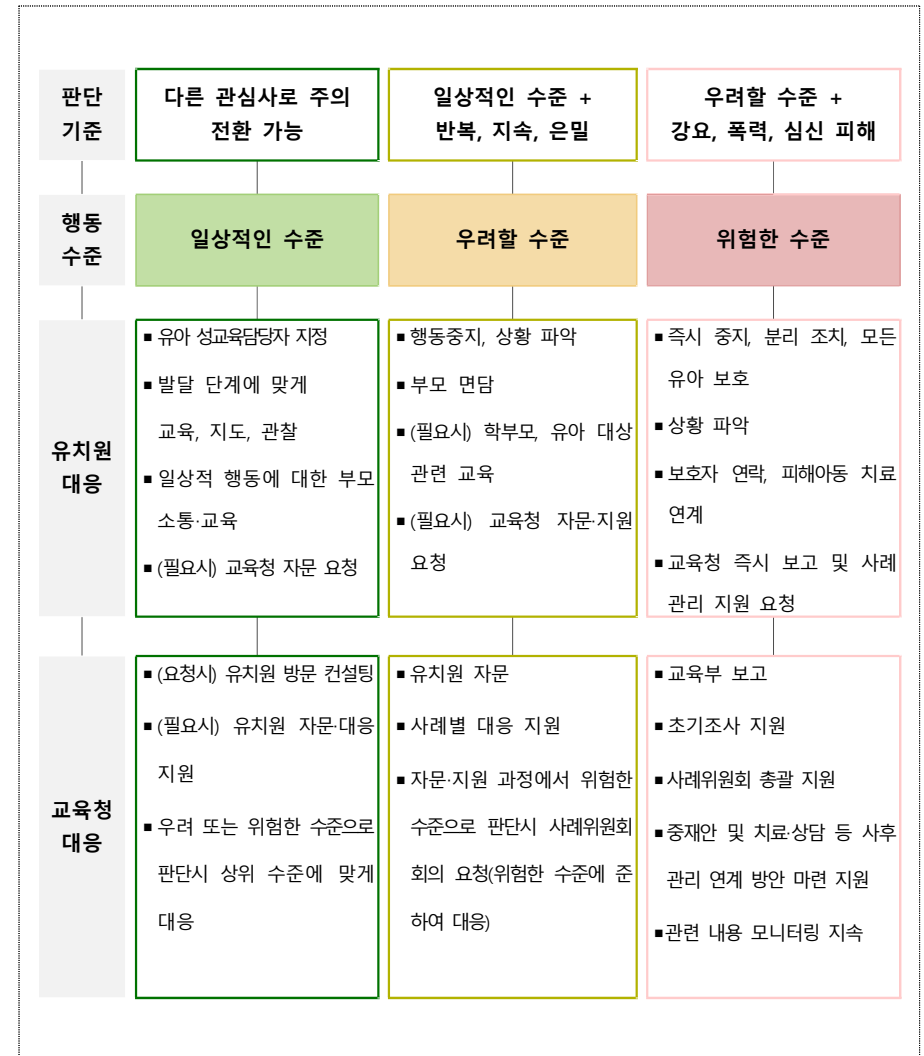 판단
기준
다른 관심사로 주의
전환 가능
일상적인 수준 +
반복, 지속, 은밀
우려할 수준 +
강요, 폭력, 심신 피해
행동
수준
일상적인 수준
우려할 수준
위험한 수준
유치원
대응
▪ 유아 성교육담당자 지정
▪ 발달 단계에 맞게
교육, 지도, 관찰
▪ 일상적 행동에 대한 부모
소통·교육
▪ (필요시) 교육청 자문 요청
▪ 행동중지, 상황 파악
▪ 부모 면담
▪ (필요시) 학부모, 유아 대상
관련 교육
▪ (필요시) 교육청 자문·지원
요청
▪ 즉시 중지, 분리 조치, 모든
유아 보호
▪ 상황 파악
▪ 보호자 연락, 피해아동 치료
연계
▪ 교육청 즉시 보고 및 사례
관리 지원 요청
교육청
대응
▪ (요청시) 유치원 방문 컨설팅
▪ (필요시) 유치원 자문·대응
지원
▪ 우려 또는 위험한 수준으로
판단시 상위 수준에 맞게
대응
▪ 유치원 자문
▪ 사례별 대응 지원
▪ 자문·지원 과정에서 위험한
수준으로 판단시 사례위원회
회의 요청(위험한 수준에 준
하여 대응)
▪ 교육부 보고
▪ 초기조사 지원
▪ 사례위원회 총괄 지원
▪ 중재안 및 치료·상담 등 사후
관리 연계 방안 마련 지원
▪ 관련 내용 모니터링 지속